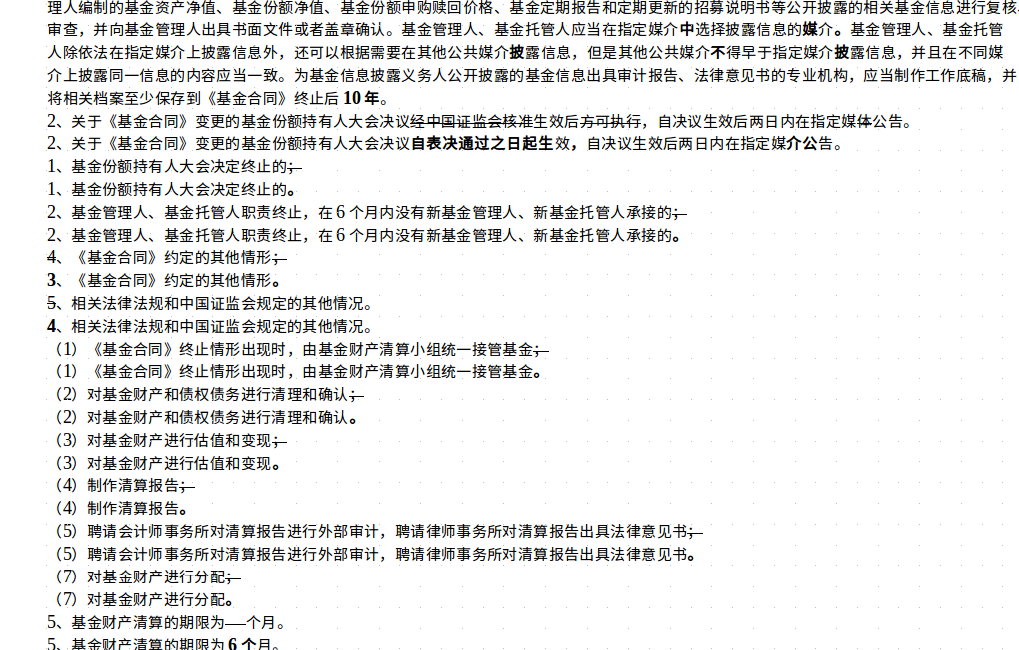 理人编制的基金资产净值、基金份额净值、基金份额申购赎回价格、基金定期报告和定期更新的招募说明书等公开披露的相关基金信息进行复核、
审查，并向基金管理人出具书面文件或者盖章确认。基金管理人、基金托管人应当在指定媒介中选择披露信息的媒介。基金管理人、基金托管
人除依法在指定媒介上披露信息外，还可以根据需要在其他公共媒介披露信息，但是其他公共媒介不得早于指定媒介披露信息，并且在不同媒
介上披露同一信息的内容应当一致。为基金信息披露义务人公开披露的基金信息出具审计报告、法律意见书的专业机构，应当制作工作底稿，并
将相关档案至少保存到《基金合同》终止后 10 年。
2、关于《基金合同》变更的基金份额持有人大会决议经中国证监会核准生效后方可执行，自决议生效后两日内在指定媒体公告。
2、关于《基金合同》变更的基金份额持有人大会决议自表决通过之日起生效，自决议生效后两日内在指定媒介公告。
1、基金份额持有人大会决定终止的；
1、基金份额持有人大会决定终止的。
2、基金管理人、基金托管人职责终止，在 6 个月内没有新基金管理人、新基金托管人承接的；
2、基金管理人、基金托管人职责终止，在 6 个月内没有新基金管理人、新基金托管人承接的。
4、《基金合同》约定的其他情形；
3、《基金合同》约定的其他情形。
5、相关法律法规和中国证监会规定的其他情况。
4、相关法律法规和中国证监会规定的其他情况。
（1）《基金合同》终止情形出现时，由基金财产清算小组统一接管基金；
（1）《基金合同》终止情形出现时，由基金财产清算小组统一接管基金。
（2）对基金财产和债权债务进行清理和确认；
（2）对基金财产和债权债务进行清理和确认。
（3）对基金财产进行估值和变现；
（3）对基金财产进行估值和变现。
（4）制作清算报告；
（4）制作清算报告。
（5）聘请会计师事务所对清算报告进行外部审计，聘请律师事务所对清算报告出具法律意见书；
（5）聘请会计师事务所对清算报告进行外部审计，聘请律师事务所对清算报告出具法律意见书。
（7）对基金财产进行分配；
（7）对基金财产进行分配。
5、基金财产清算的期限为 个月。
5、基金财产清算的期限为 6 个月。